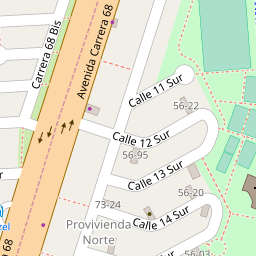 Carrera 68 Bis
Avenida Carrera 68
Calle 11 Sur
56-22
Calle 12 Sur
56-95
Calle 13 Sur
56-20
73-24
Provivienda
Norte
Calle 14 Sur
56-03
68